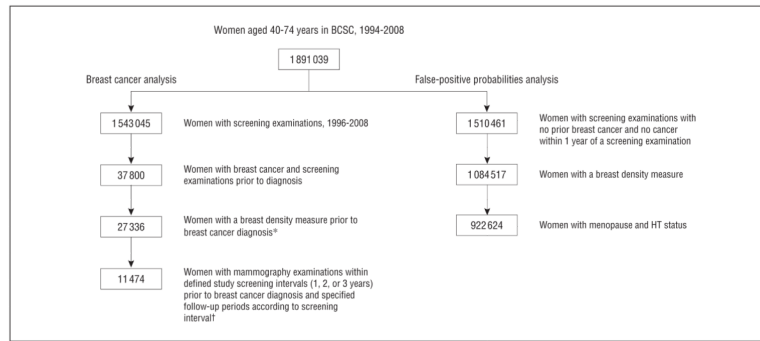 Women aged 40-74 years in BCSC, 1994-2008
1 891 039
Breast cancer analysis
False-positive probabilities analysis
1 543 045
Women with screening examinations, 1996-2008
37 800
Women with breast cancer and screening
examinations prior to diagnosis
27 336
Women with a breast density measure prior to
breast cancer diagnosis*
11 474
Women with mammography examinations within
defined study screening intervals (1, 2, or 3 years)
prior to breast cancer diagnosis and specified
follow-up periods according to screening
interval†
1 510 461
Women with screening examinations with
no prior breast cancer and no cancer
within 1 year of a screening examination
1 084 517
Women with a breast density measure
922 624
Women with menopause and HT status